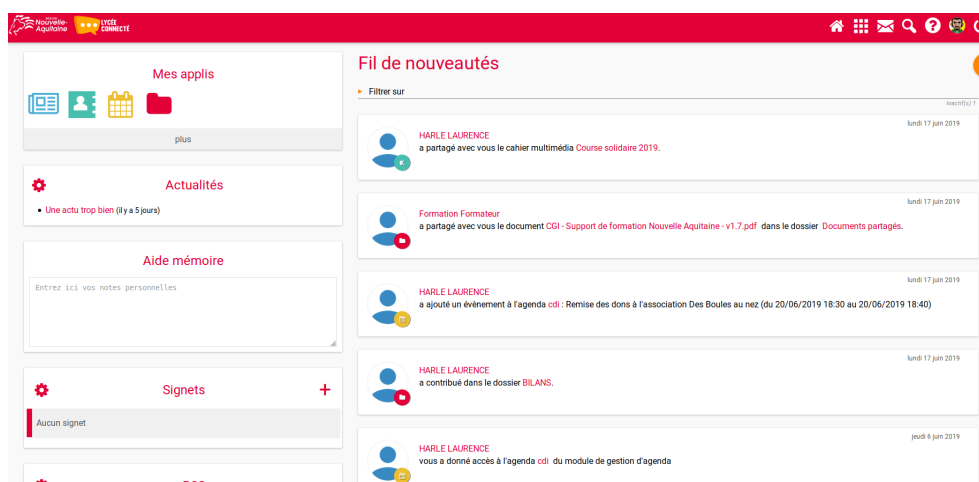 Nouvelle-
Aquitaine
LYCÉE
CONNECTÉ
Mes applis
plus
Actualités
Une actu trop bien (il y a 5 jours)
Aide mémoire
Entrez ici vos notes personnelles
Signets
Aucun signet
Fil de nouveautés
Filtrer sur
Inactif(s) 1
lundi 17 juin 2019
HARLE LAURENCE
a partagé avec vous le cahier multimédia Course solidaire 2019.
lundi 17 juin 2019
Formation Formateur
a partagé avec vous le document CGI - Support de formation Nouvelle Aquitaine - v1.7.pdf dans le dossier Documents partagés.
lundi 17 juin 2019
HARLE LAURENCE
a ajouté un évènement à l'agenda cdi : Remise des dons à l'association Des Boules au nez (du 20/06/2019 18:30 au 20/06/2019 18:40)
lundi 17 juin 2019
HARLE LAURENCE
a contribué dans le dossier BILANS.
jeudi 6 juin 2019
HARLE LAURENCE
vous a donné accès à l'agenda cdi du module de gestion d'agenda